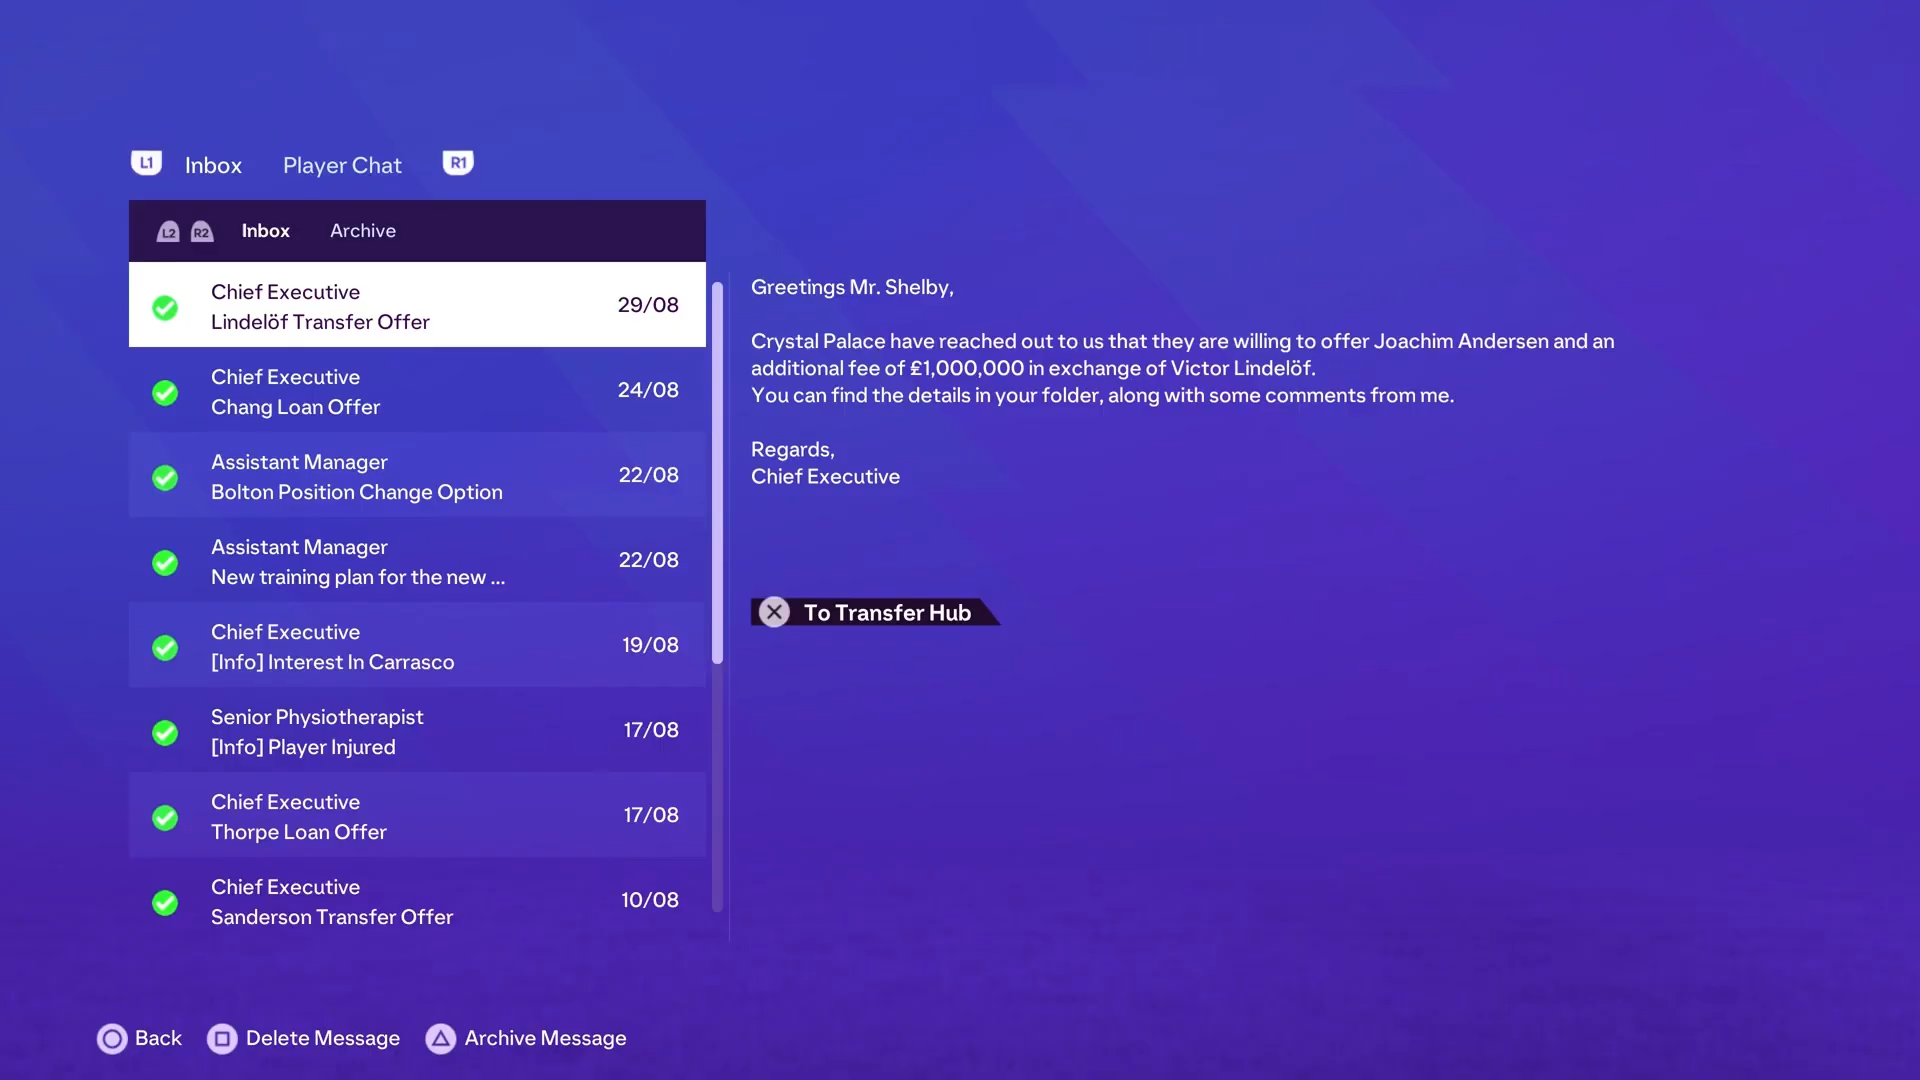 L1 Inbox Player Chat R1
L2 R2 Inbox Archive
Chief Executive
Lindelöf Transfer Offer
29/08
Chief Executive
Chang Loan Offer
24/08
Assistant Manager
Bolton Position Change Option
22/08
Assistant Manager
New training plan for the new ...
22/08
Chief Executive
[Info] Interest In Carrasco
19/08
Senior Physiotherapist
[Info] Player Injured
17/08
Chief Executive
Thorpe Loan Offer
17/08
Chief Executive
Sanderson Transfer Offer
10/08
Greetings Mr. Shelby,
Crystal Palace have reached out to us that they are willing to offer Joachim Andersen and an
additional fee of £1,000,000 in exchange of Victor Lindelöf.
You can find the details in your folder, along with some comments from me.
Regards,
Chief Executive
To Transfer Hub
Back Delete Message Archive Message